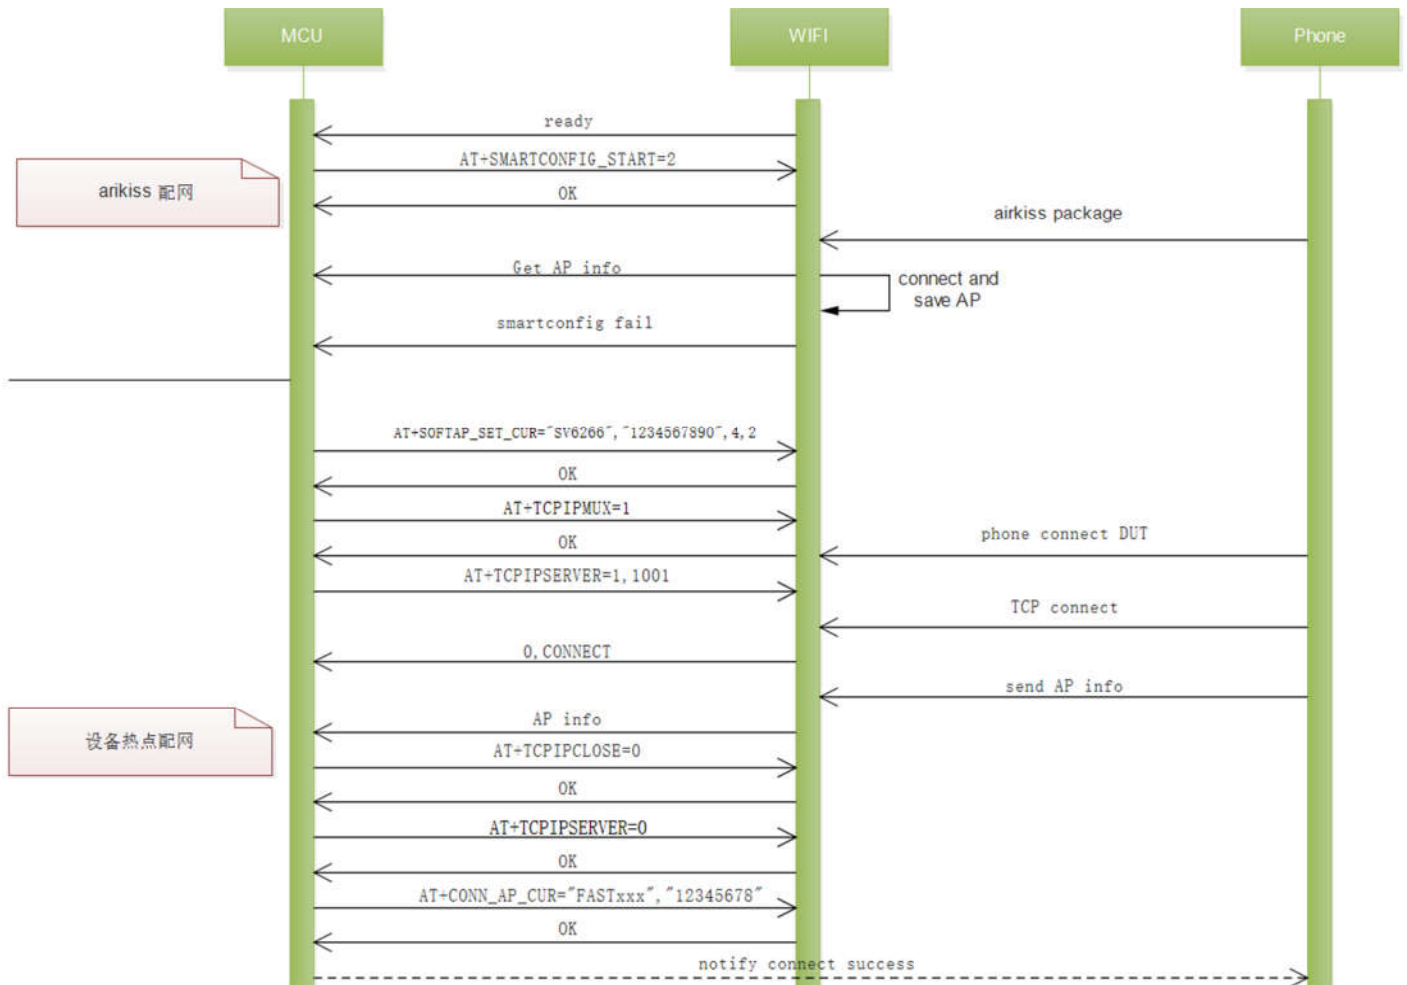 MCU
WIFI
Phone
ready
AT+SMARTCONFIG_START=2
arikiss 配网
OK
airkiss package
Get AP info
connect and
save AP
smartconfig fail
AT+SOFTAP_SET_CUR="SV6266","1234567890",4,2
OK
AT+TCPIPMUX=1
phone connect DUT
OK
AT+TCPIPSERVER=1,1001
TCP connect
0,CONNECT
send AP info
AP info
设备热点配网
AT+TCPIPCLOSE=0
OK
AT+TCPIPSERVER=0
OK
AT+CONN_AP_CUR="FASTxxx","12345678"
OK
notify connect success